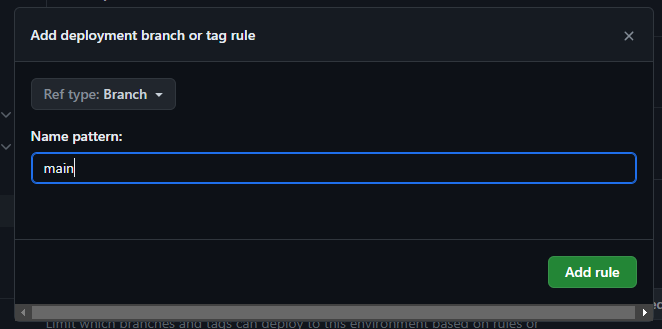 Add deployment branch or tag rule
Ref type: Branch
Name pattern:
main
Add rule
Limit which branches and tags can deploy to this environment based on rules or